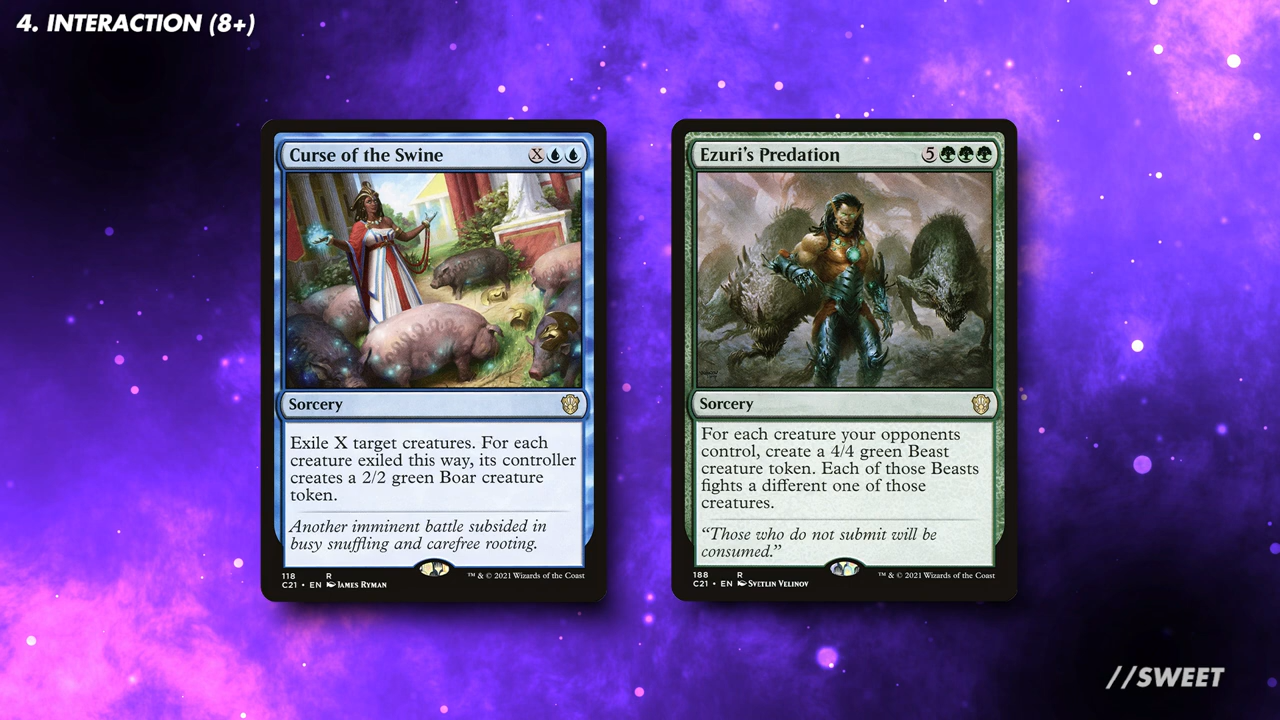 4. INTERACTION (8+)
Curse of the Swine X
Sorcery
Exile X target creatures. For each
creature exiled this way, its controller
creates a 2/2 green Boar creature
token.
Another imminent battle subsided in
busy snuffling and carefree rooting.
118 R
C21 • EN JAMES RYMAN
™ & © 2021 Wizards of the Coast
Ezuri's Predation 5
Sorcery
For each creature your opponents
control, create a 4/4 green Beast
creature token. Each of those Beasts
fights a different one of those
creatures.
“Those who do not submit will be
consumed.”
188 R
C21 • EN SVETLIN VELINOV
™ & © 2021 Wizards of the Coast
//SWEET